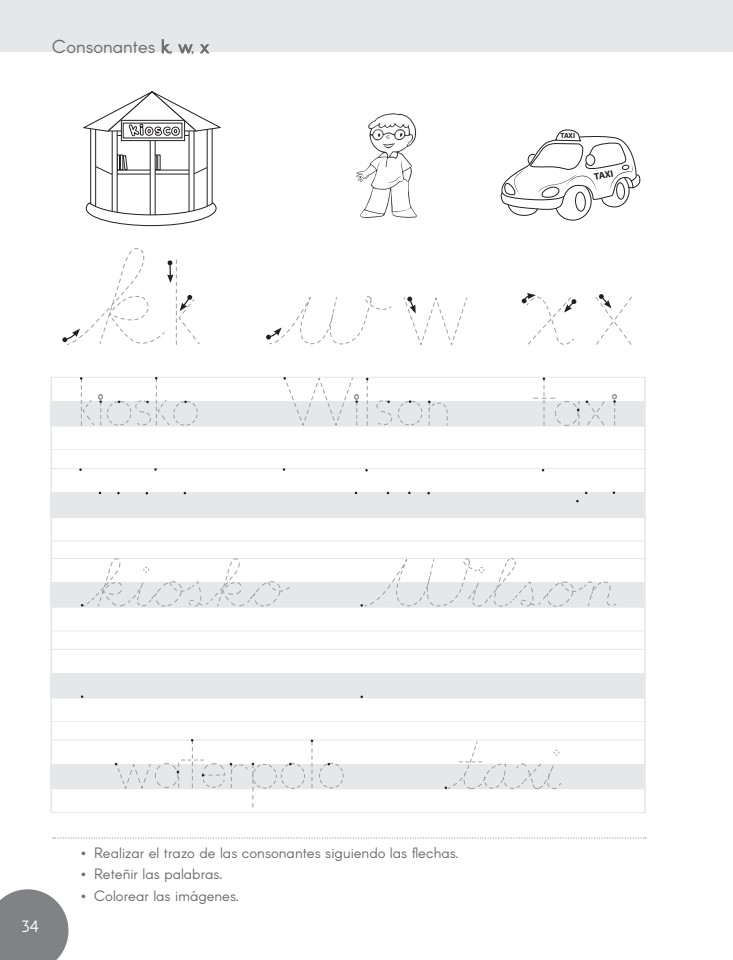 Consonantes k, w, x
kiosco
TAXI
TAXI
k k w w x x
kiosko Wilson taxi
kiosko Wilson
waterpolo taxi
• Realizar el trazo de las consonantes siguiendo las flechas.
• Reteñir las palabras.
• Colorear las imágenes.
34